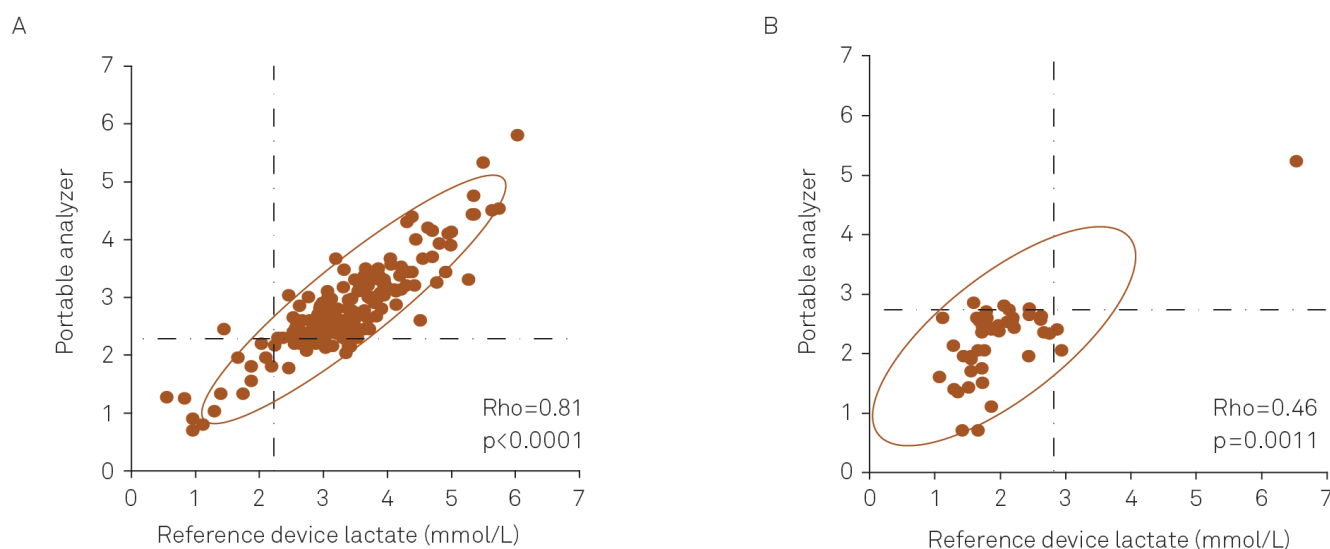 A
7
6
5
4
3
2
1
0
Portable analyzer
Rho=0.81
p<0.0001
0 1 2 3 4 5 6 7
Reference device lactate (mmol/L)
B
7
6
5
4
3
2
1
0
Portable analyzer
Rho=0.46
p=0.0011
0 1 2 3 4 5 6 7
Reference device lactate (mmol/L)